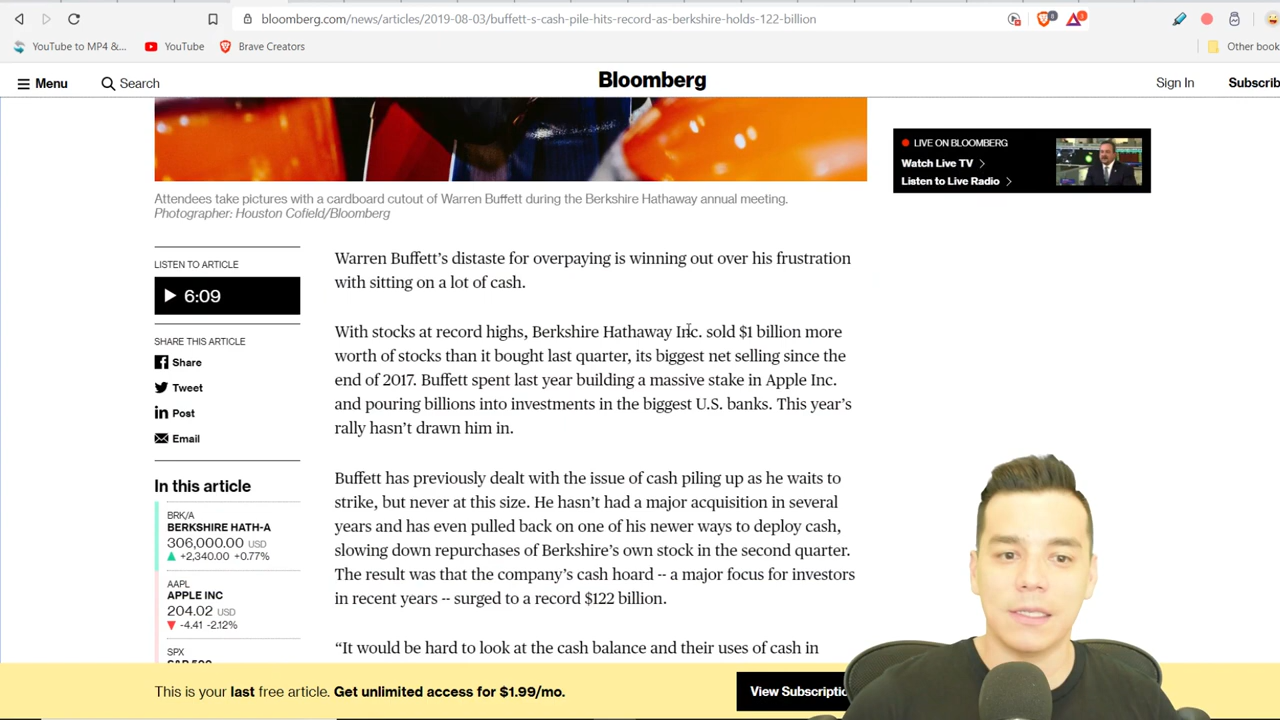 bloomberg.com/news/articles/2019-08-03/buffett-s-cash-pile-hits-record-as-berkshire-holds-122-billion
YouTube to MP4 &...
YouTube
Brave Creators
Other book
Menu
Search
Bloomberg
Sign In
Subscrib
LIVE ON BLOOMBERG
Watch Live TV
Listen to Live Radio
Attendees take pictures with a cardboard cutout of Warren Buffett during the Berkshire Hathaway annual meeting.
Photographer: Houston Cofield/Bloomberg
LISTEN TO ARTICLE
6:09
SHARE THIS ARTICLE
Share
Tweet
Post
Email
In this article
BRK/A
BERKSHIRE HATH-A
306,000.00 USD
+2,340.00 +0.77%
AAPL
APPLE INC
204.02 USD
-4.41 -2.12%
SPX
Warren Buffett's distaste for overpaying is winning out over his frustration
with sitting on a lot of cash.
With stocks at record highs, Berkshire Hathaway Inc. sold $1 billion more
worth of stocks than it bought last quarter, its biggest net selling since the
end of 2017. Buffett spent last year building a massive stake in Apple Inc.
and pouring billions into investments in the biggest U.S. banks. This year's
rally hasn't drawn him in.
Buffett has previously dealt with the issue of cash piling up as he waits to
strike, but never at this size. He hasn't had a major acquisition in several
years and has even pulled back on one of his newer ways to deploy cash,
slowing down repurchases of Berkshire's own stock in the second quarter.
The result was that the company's cash hoard -- a major focus for investors
in recent years -- surged to a record $122 billion.
“It would be hard to look at the cash balance and their uses of cash in
This is your last free article. Get unlimited access for $1.99/mo.
View Subscriptio